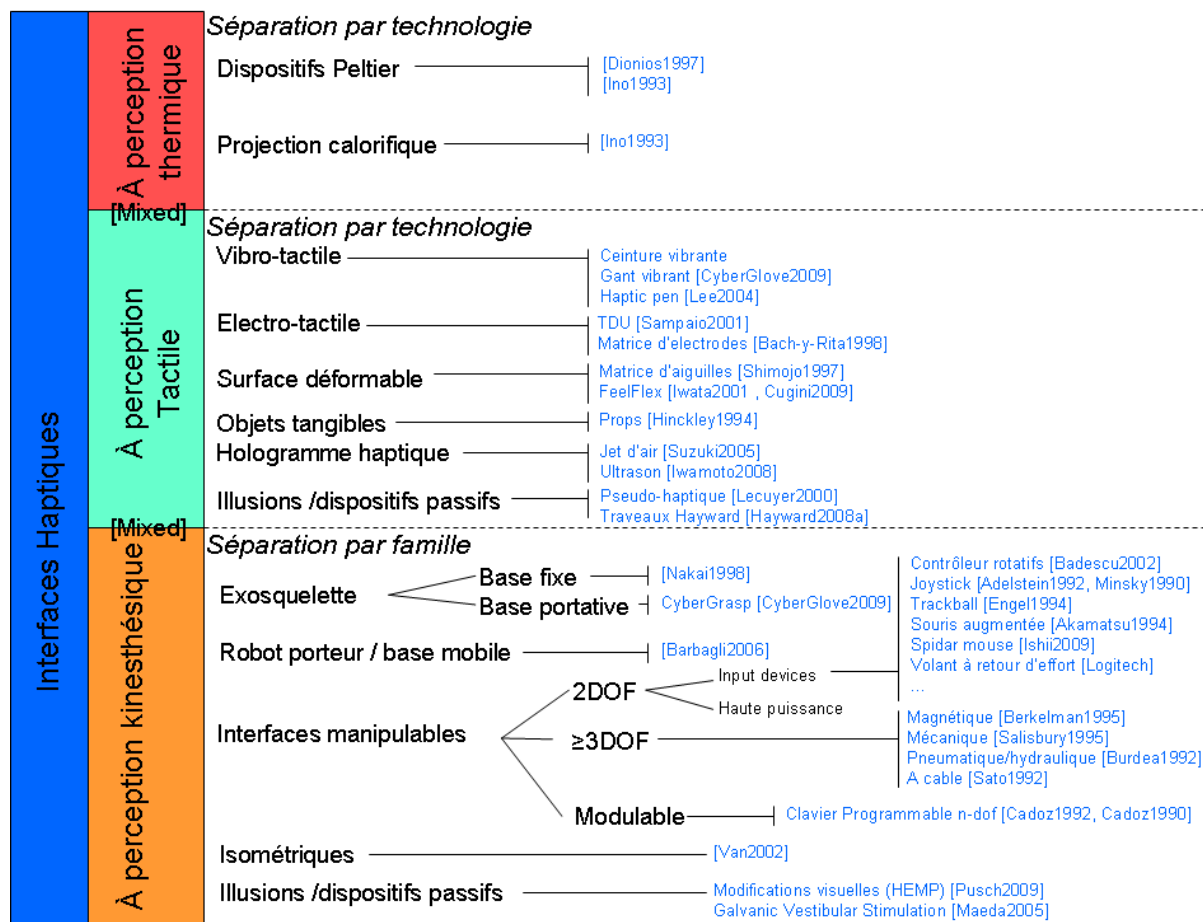 Interfaces Haptiques
À perception
thermique
Séparation par technologie
Dispositifs Peltier
[Dionios1997]
[Ino1993]
Projection calorifique
[Ino1993]
[Mixed]
À perception
Tactile
Séparation par technologie
Vibro-tactile
Ceinture vibrante
Gant vibrant [CyberGlove2009]
Haptic pen [Lee2004]
Electro-tactile
TDU [Sampaio2001]
Matrice d'electrodes [Bach-y-Rita1998]
Surface déformable
Matrice d'aiguilles [Shimojo1997]
FeelFlex [Iwata2001 , Cugini2009]
Objets tangibles
Props [Hinckley1994]
Hologramme haptique
Jet d'air [Suzuki2005]
Ultrason [Iwamoto2008]
Illusions /dispositifs passifs
Pseudo-haptique [Lecuyer2000]
Traveaux Hayward [Hayward2008a]
[Mixed]
À perception kinesthésique
Séparation par famille
Exosquelette
Base fixe
[Nakai1998]
Base portative
CyberGrasp [CyberGlove2009]
Robot porteur / base mobile
[Barbagli2006]
Interfaces manipulables
2DOF
Input devices
Contrôleur rotatifs [Badescu2002]
Joystick [Adelstein1992, Minsky1990]
Trackball [Engel1994]
Souris augmentée [Akamatsu1994]
Spidar mouse [Ishii2009]
Volant à retour d'effort [Logitech]
...
Haute puissance
≥3DOF
Magnétique [Berkelman1995]
Mécanique [Salisbury1995]
Pneumatique/hydraulique [Burdea1992]
A cable [Sato1992]
Modulable
Clavier Programmable n-dof [Cadoz1992, Cadoz1990]
Isométriques
[Van2002]
Illusions /dispositifs passifs
Modifications visuelles (HEMP) [Pusch2009]
Galvanic Vestibular Stimulation [Maeda2005]